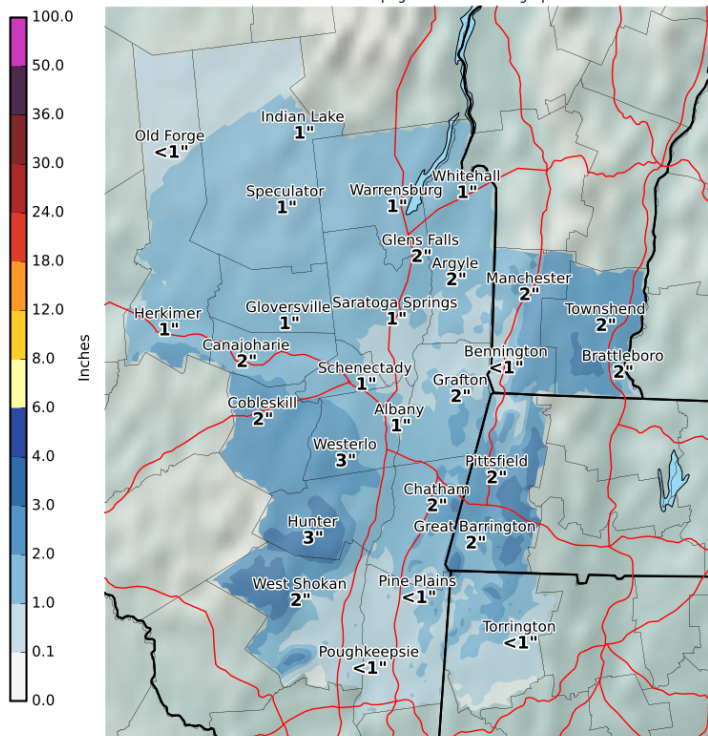 100.0
50.0
36.0
30.0
24.0
18.0
12.0
8.0
6.0
4.0
3.0
2.0
1.0
0.1
0.0
Inches
Indian Lake
1"
Old Forge
<1"
Whitehall
1"
Speculator
1"
Warrensburg
1"
Glens Falls
2"
Argyle
2"
Manchester
2"
Herkimer
1"
Gloversville
1"
Saratoga Springs
1"
Townshend
2"
Canajoharie
2"
Bennington
<1"
Brattleboro
2"
Schenectady
1"
Grafton
2"
Cobleskill
2"
Albany
1"
Westerlo
3"
Pittsfield
2"
Chatham
2"
Hunter
3"
Great Barrington
2"
West Shokan
2"
Pine Plains
<1"
Torrington
<1"
Poughkeepsie
<1"